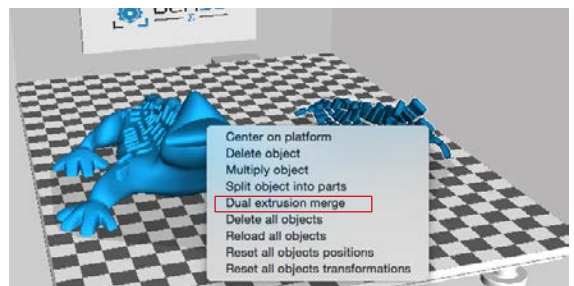 Center on platform
Delete object
Multiply object
Split object into parts
Dual extrusion merge
Delete all objects
Reload all objects
Reset all objects positions
Reset all objects transformations